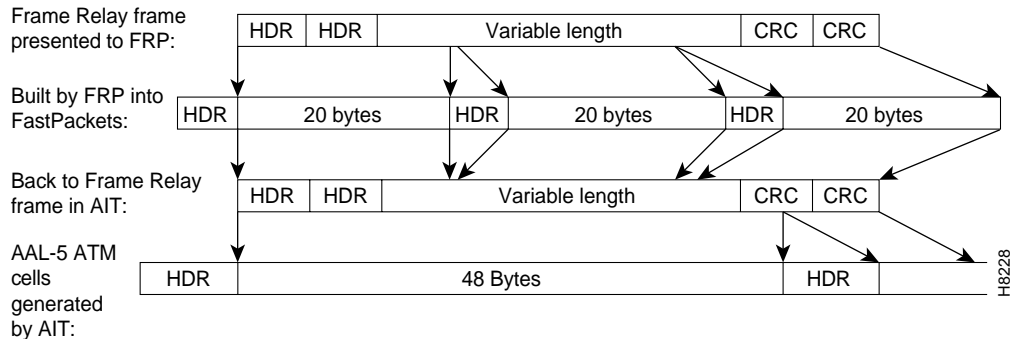 Frame Relay frame
presented to FRP:
HDR HDR Variable length CRC CRC
Built by FRP into
FastPackets:
HDR 20 bytes HDR 20 bytes HDR 20 bytes
Back to Frame Relay
frame in AIT:
HDR HDR Variable length CRC CRC
AAL-5 ATM
cells
generated
by AIT:
HDR 48 Bytes HDR
H8228